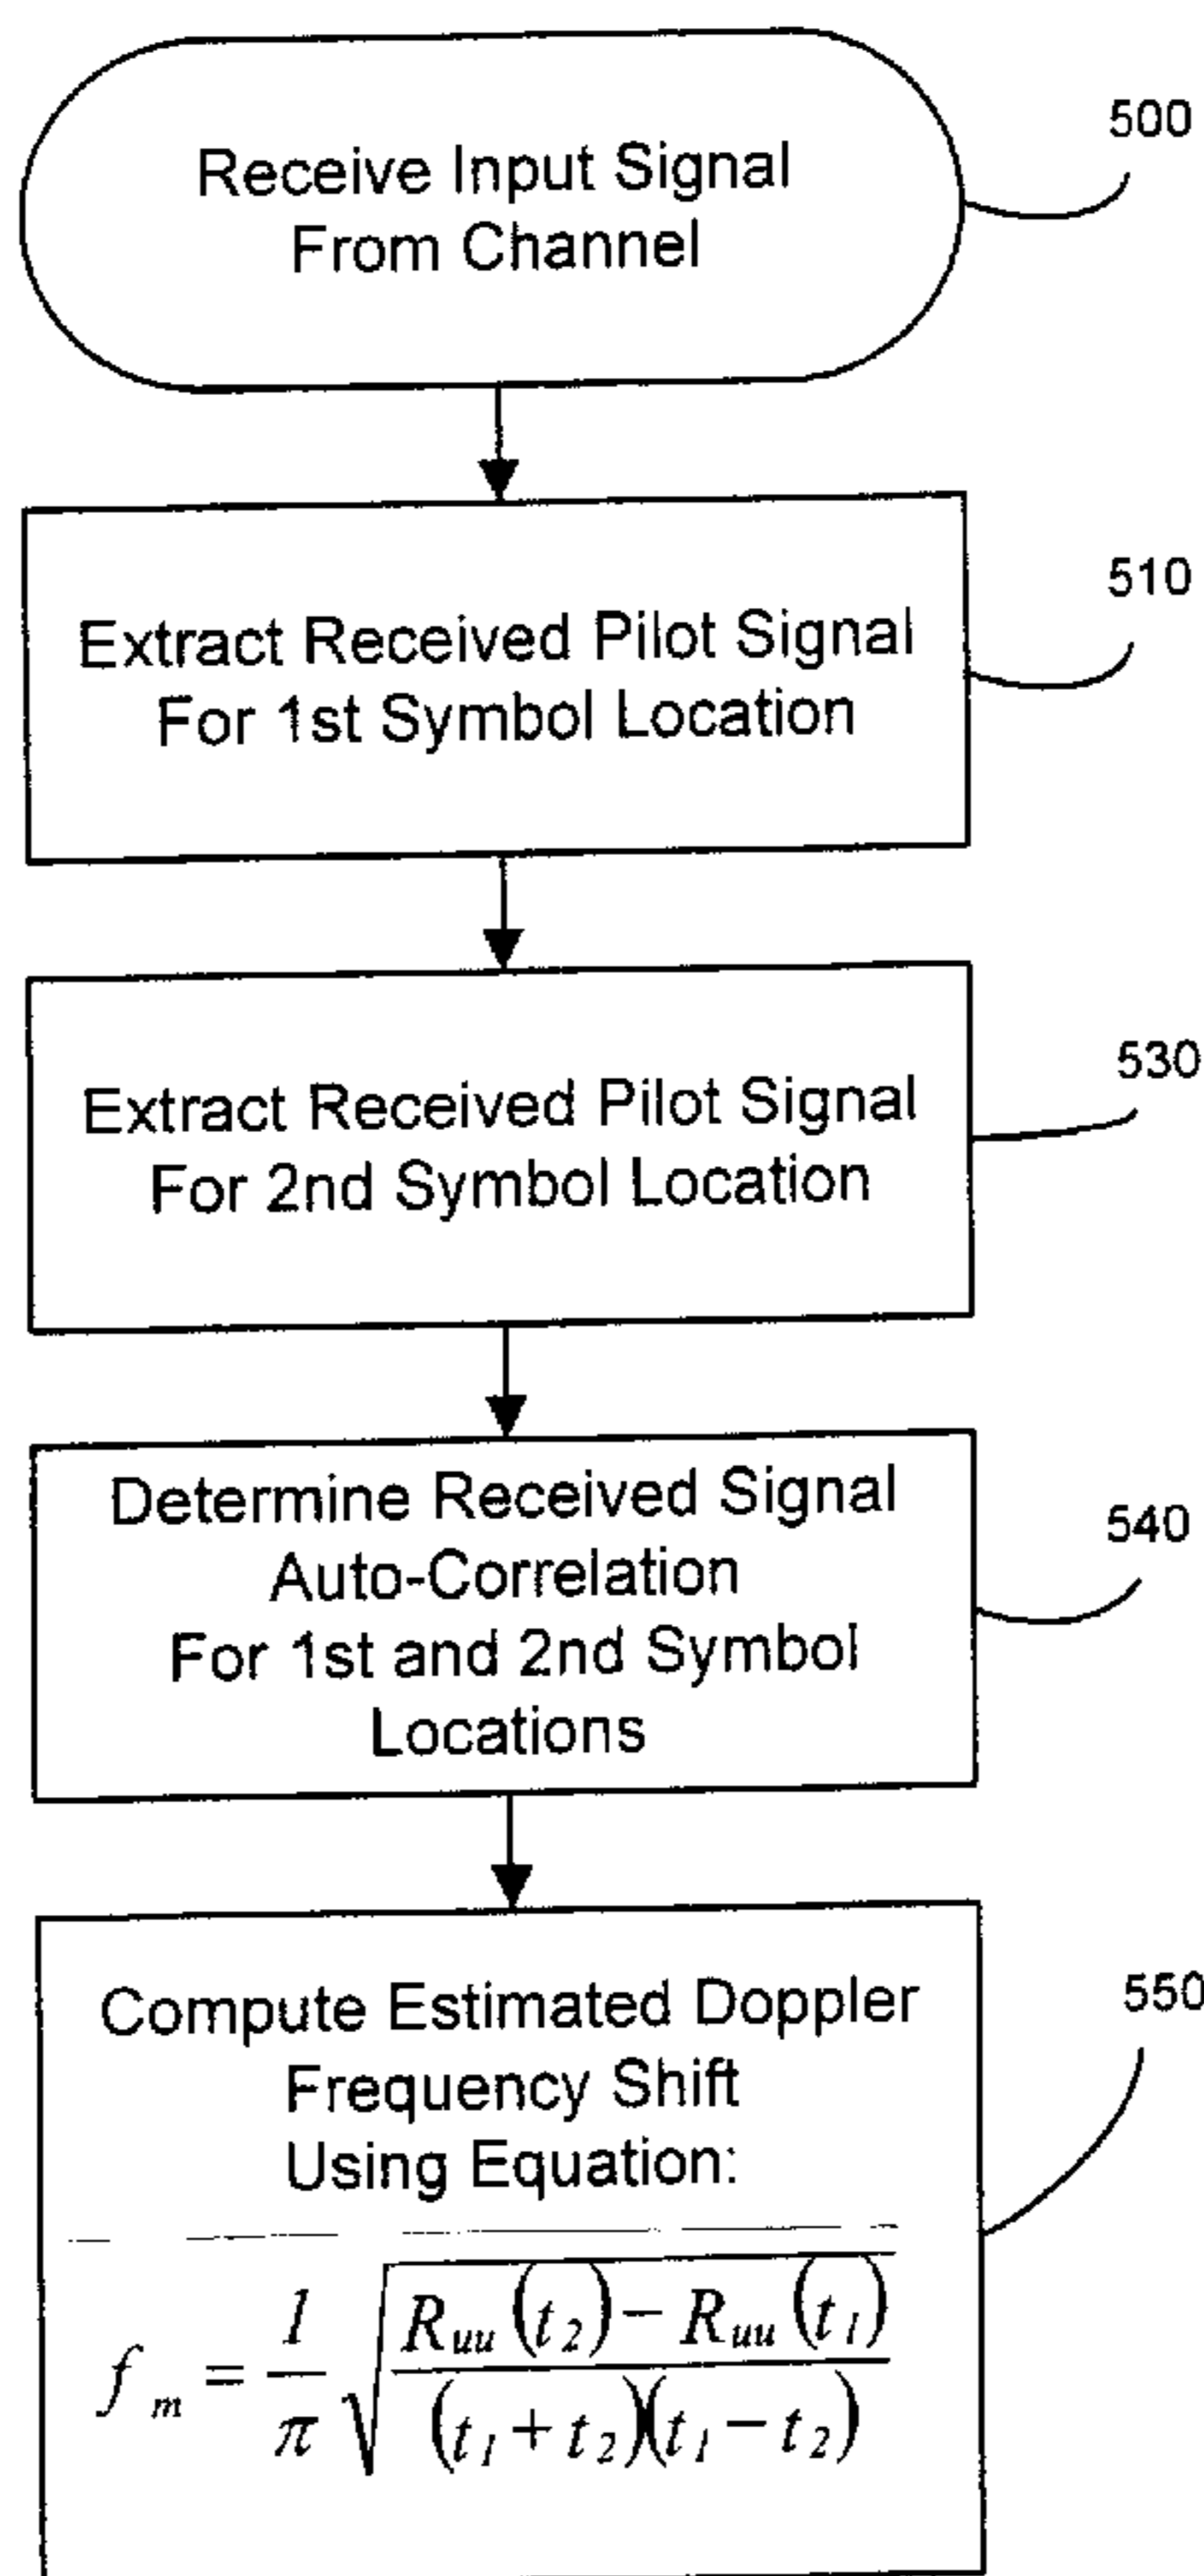 Receive Input Signal
From Channel
500
Extract Received Pilot Signal
For 1st Symbol Location
510
Extract Received Pilot Signal
For 2nd Symbol Location
530
Determine Received Signal
Auto-Correlation
For 1st and 2nd Symbol
Locations
540
Compute Estimated Doppler
Frequency Shift
Using Equation:
550
f_m = 1/π √((R_uu(t_2) − R_uu(t_1))/((t_1 + t_2)(t_1 − t_2)))